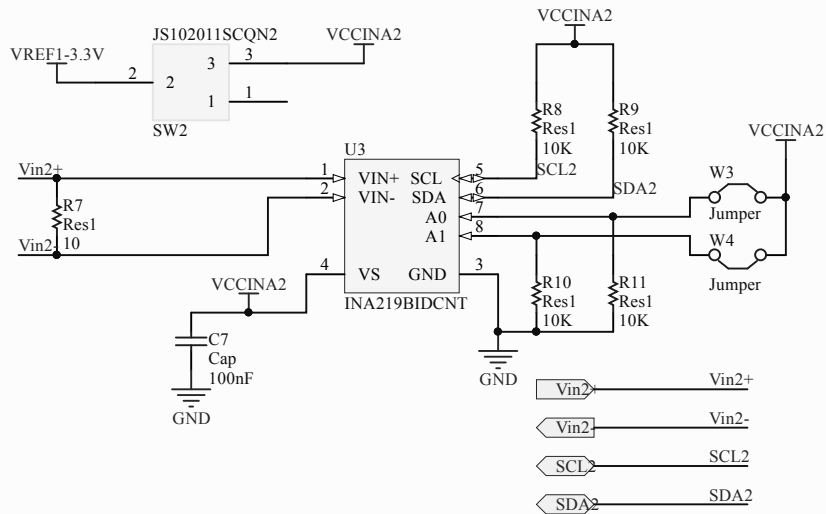 JS102011SCQN2
VCCINA2
VREF1-3.3V
2
2
3
3
1
1
SW2
VCCINA2
R8
Res1
10K
R9
Res1
10K
SCL2
SDA2
VCCINA2
U3
Vin2+
1
VIN+
SCL
5
2
VIN-
SDA
6
A0
7
A1
8
R7
Res1
10
Vin2-
4
VS
GND
3
INA219BIDCNT
W3
Jumper
W4
Jumper
VCCINA2
C7
Cap
100nF
GND
R10
Res1
10K
R11
Res1
10K
GND
Vin2+
Vin2+
Vin2-
Vin2-
SCL2
SCL2
SDA2
SDA2